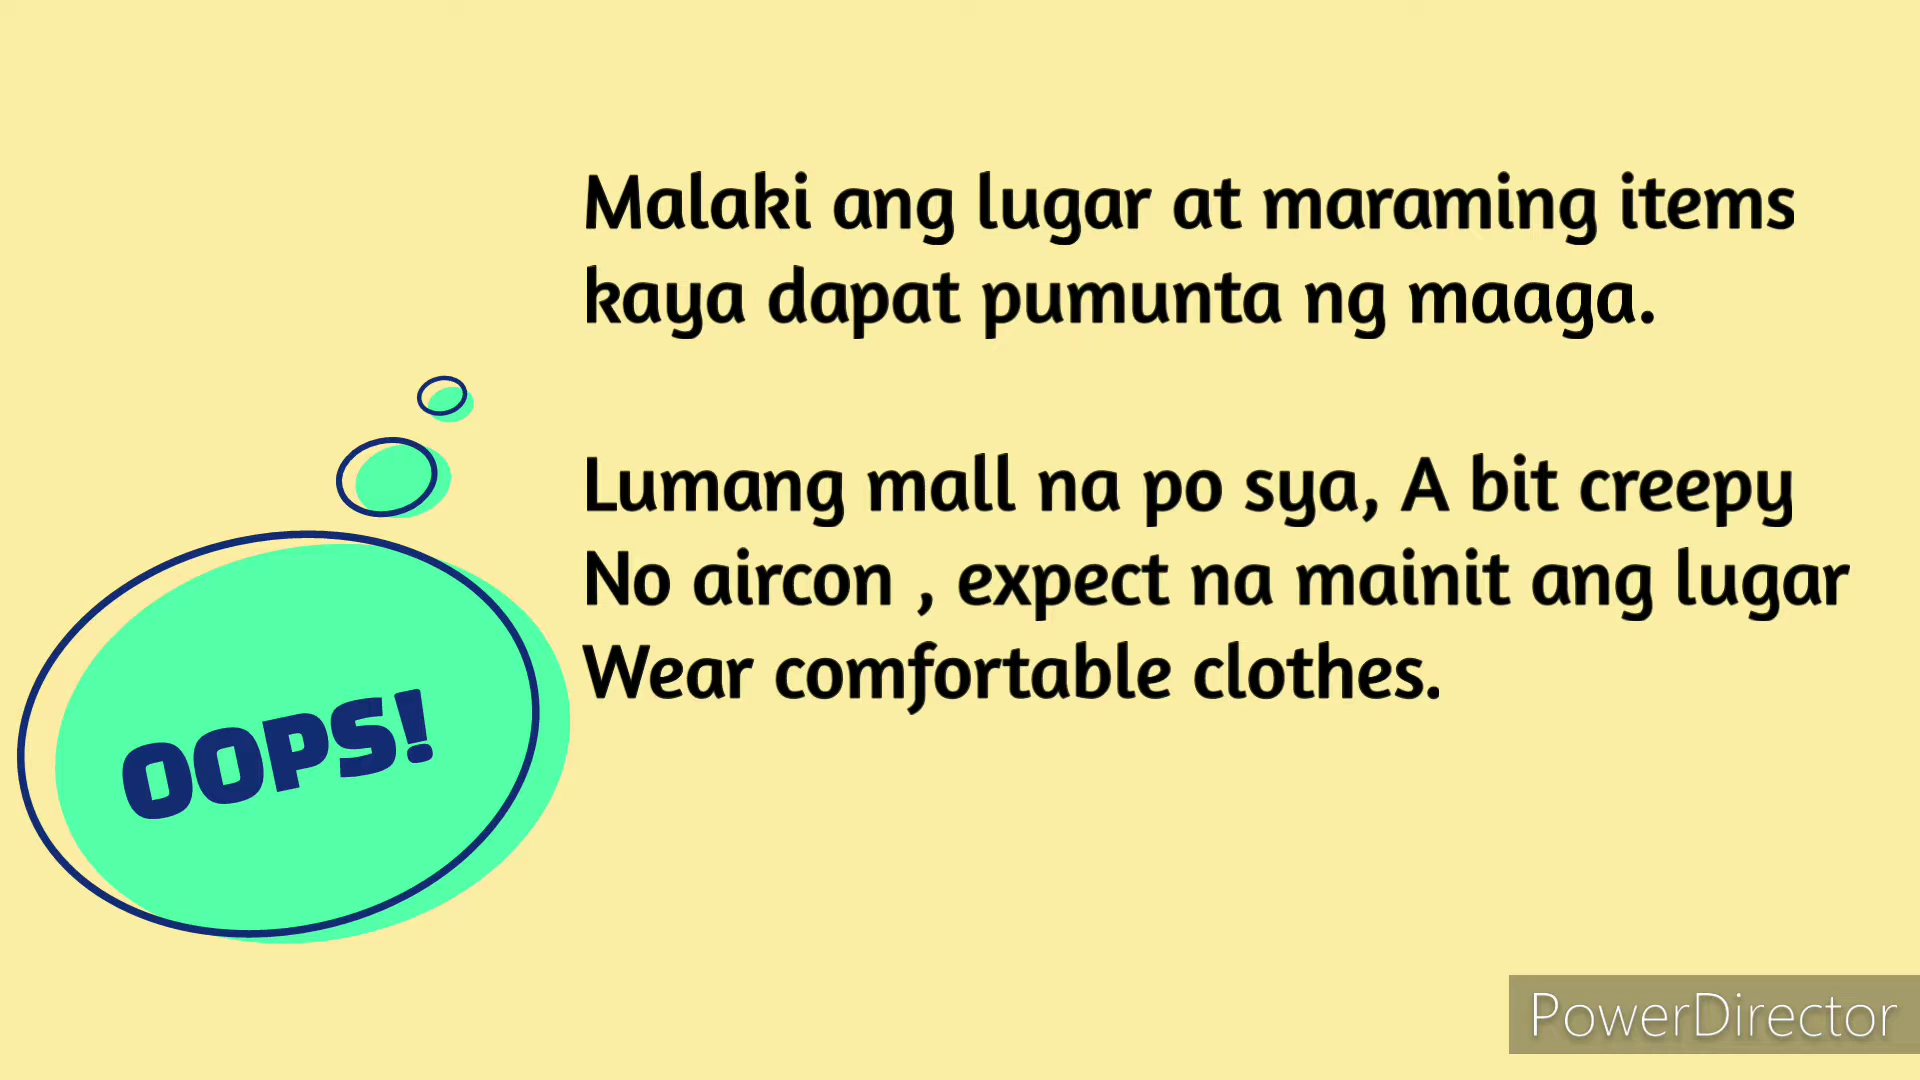 Malaki ang lugar at maraming items
kaya dapat pumunta ng maaga.
Lumang mall na po sya, A bit creepy
No aircon , expect na mainit ang lugar
Wear comfortable clothes.
OOPS!
PowerDirector